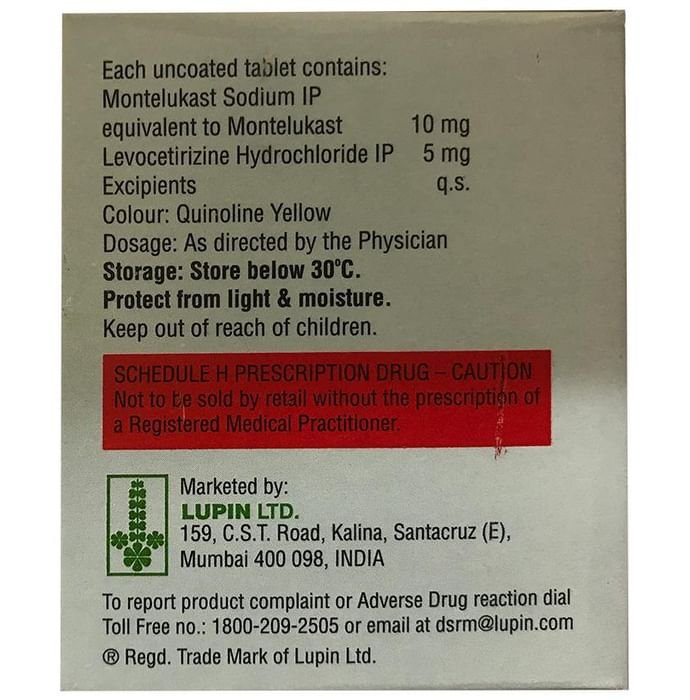 Each uncoated tablet contains:
Montelukast Sodium IP
equivalent to Montelukast 10 mg
Levocetirizine Hydrochloride IP 5 mg
Excipients q.s.
Colour: Quinoline Yellow
Dosage: As directed by the Physician
Storage: Store below 30°C.
Protect from light & moisture.
Keep out of reach of children.
SCHEDULE H PRESCRIPTION DRUG – CAUTION
Not to be sold by retail without the prescription of
a Registered Medical Practitioner.
Marketed by:
LUPIN LTD.
159, C.S.T. Road, Kalina, Santacruz (E),
Mumbai 400 098, INDIA
To report product complaint or Adverse Drug reaction dial
Toll Free no.: 1800-209-2505 or email at dsrm@lupin.com
® Regd. Trade Mark of Lupin Ltd.